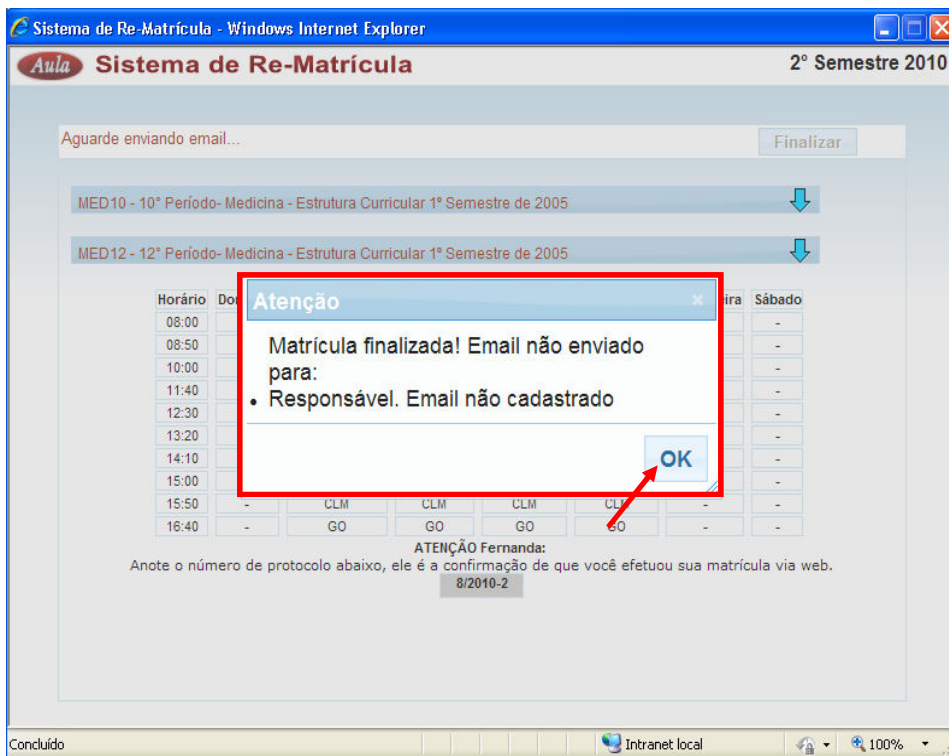 Sistema de Re-Matrícula - Windows Internet Explorer
Aula Sistema de Re-Matrícula 2° Semestre 2010
Aguarde enviando email... Finalizar
MED10 - 10° Período- Medicina - Estrutura Curricular 1º Semestre de 2005
MED12 - 12° Período- Medicina - Estrutura Curricular 1º Semestre de 2005
Horário Sábado
Atenção
Matrícula finalizada! Email não enviado
para:
• Responsável. Email não cadastrado
OK
08:00 -
08:50 -
10:00 -
11:40 -
12:30 -
13:20 -
14:10 -
15:00 -
15:50 - CLM CLM CLM CLM - -
16:40 - GO GO GO GO - -
ATENÇÃO Fernanda:
Anote o número de protocolo abaixo, ele é a confirmação de que você efetuou sua matrícula via web.
8/2010-2
Concluído Intranet local 100%